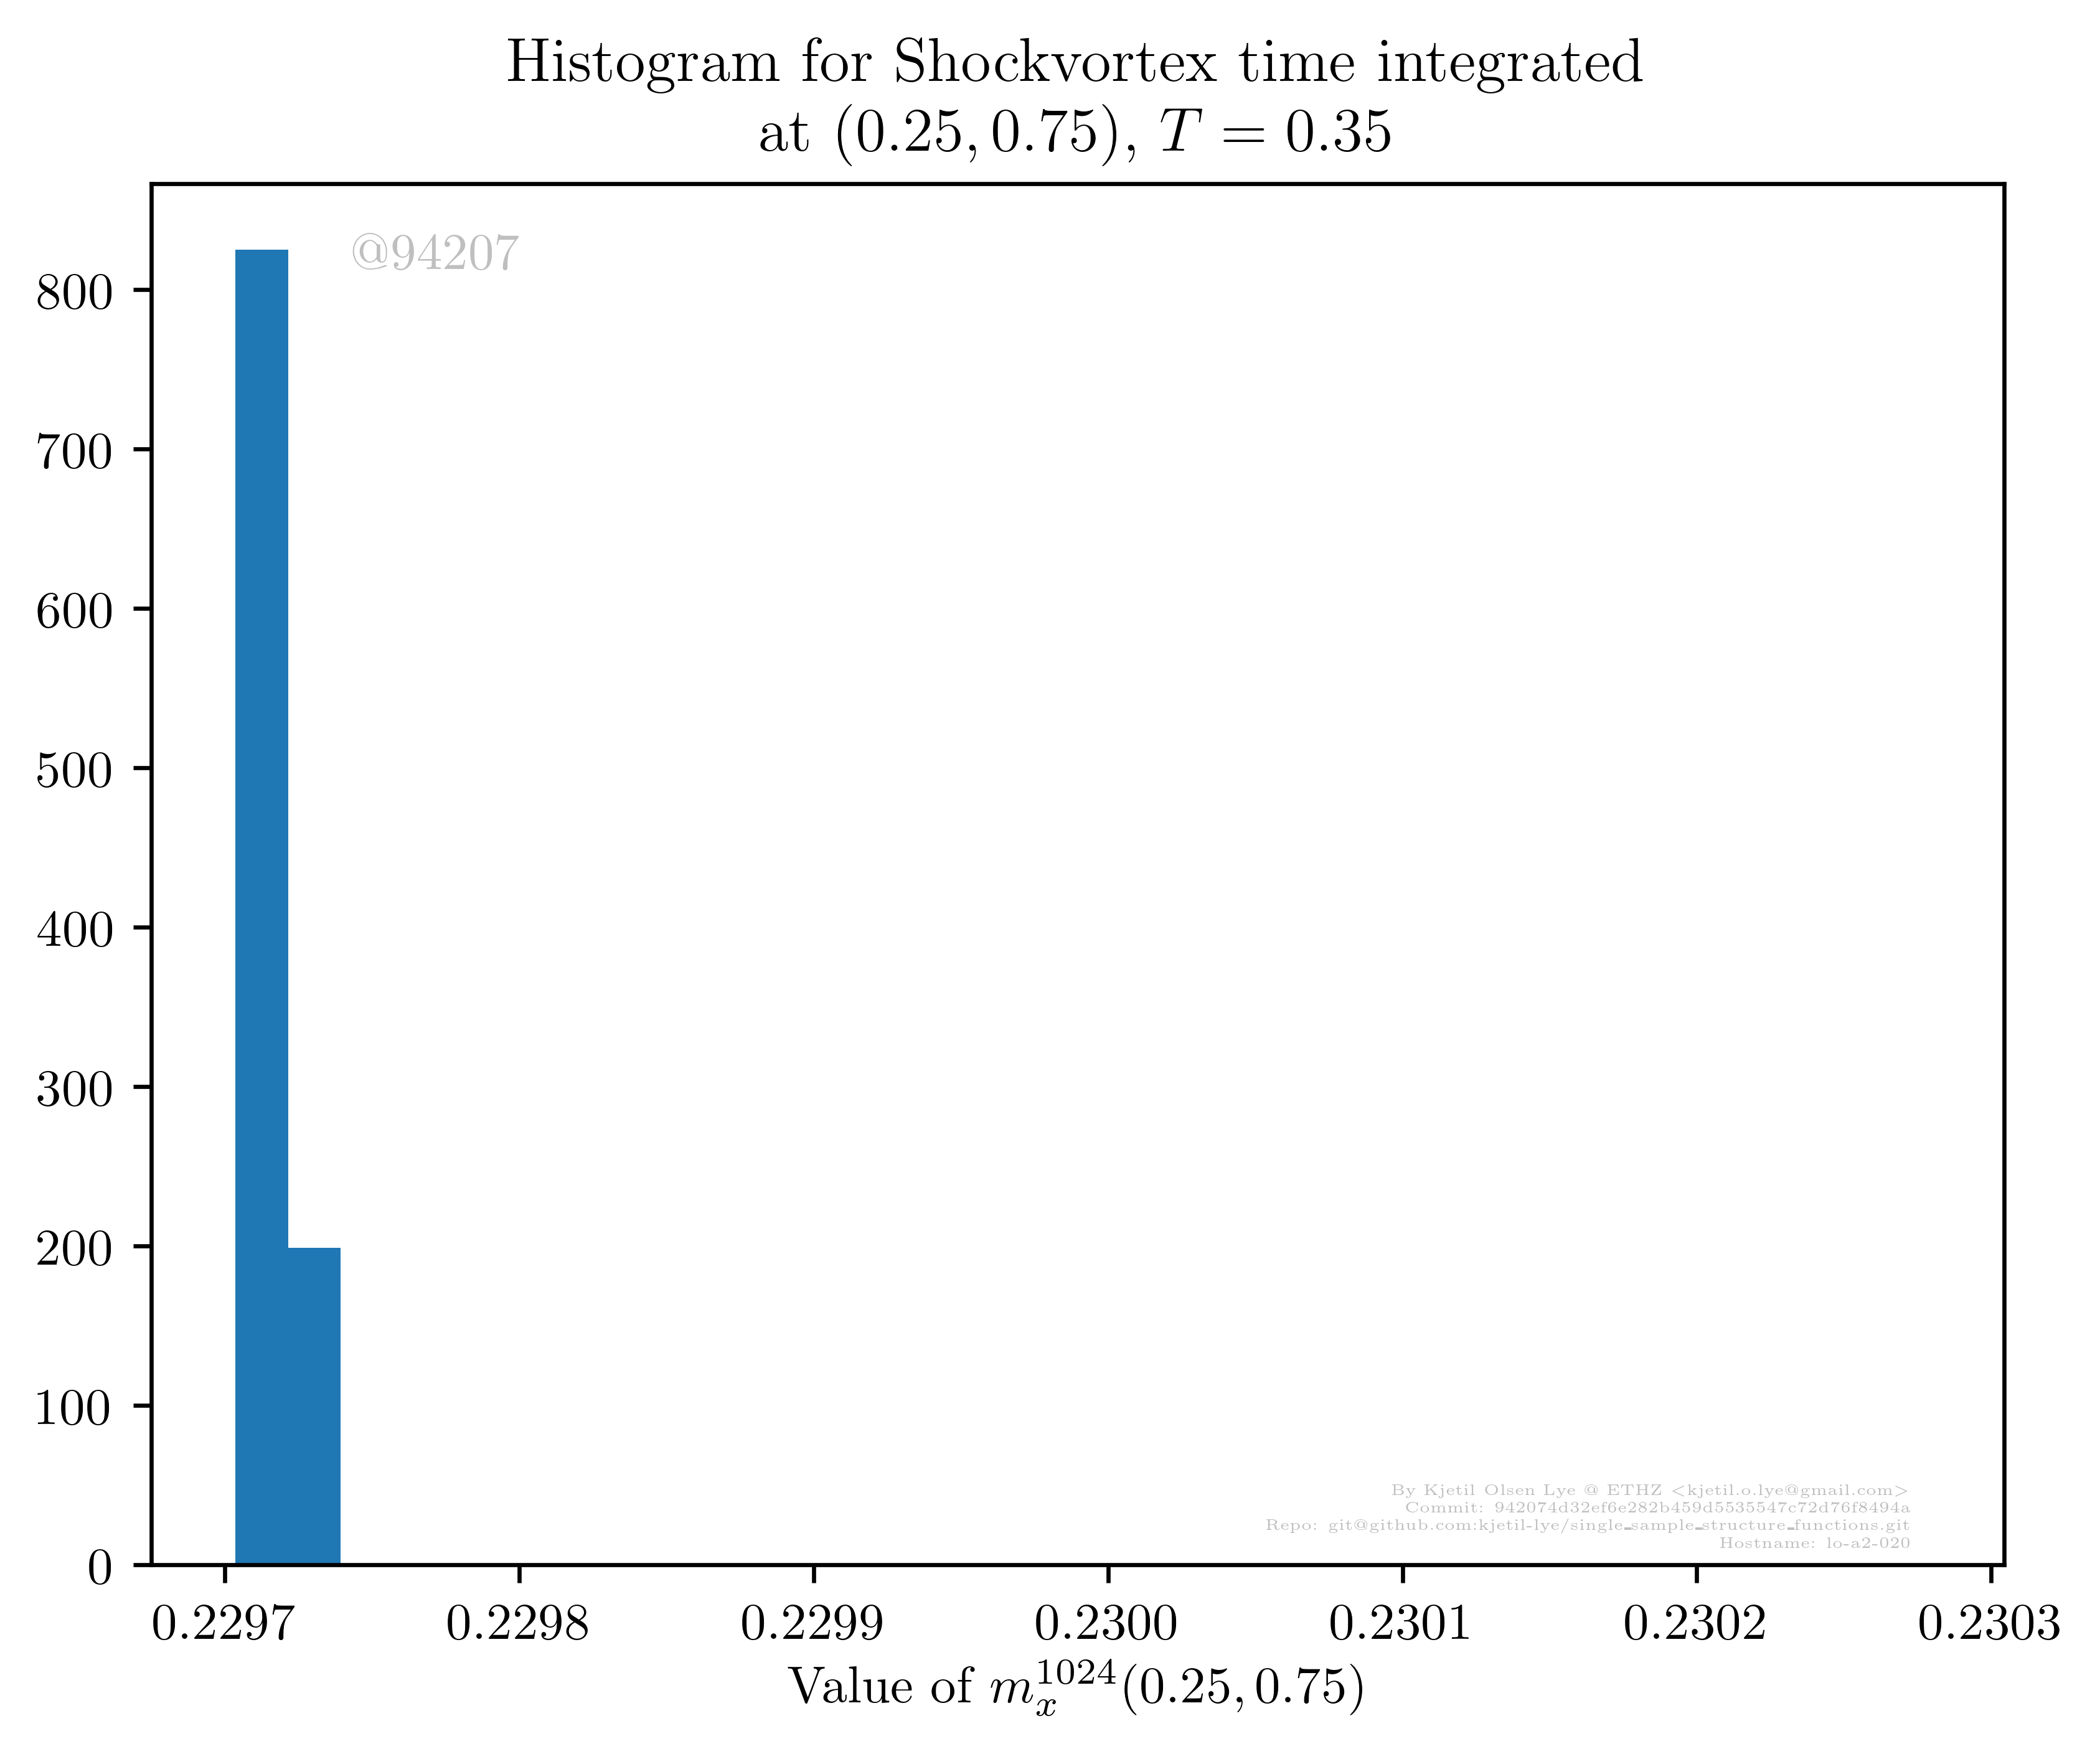 Histogram for Shockvortex time integrated
at (0.25, 0.75), T = 0.35
@94207
800
700
600
500
400
300
200
100
0
By Kjetil Olsen Lye @ ETHZ <kjetil.o.lye@gmail.com>
Commit: 942074d32ef6e282b459d5535547c72d76f8494a
Repo: git@github.com:kjetil-lye/single_sample_structure_functions.git
Hostname: lo-a2-020
0.2297 0.2298 0.2299 0.2300 0.2301 0.2302 0.2303
Value of m_x^{1024}(0.25, 0.75)